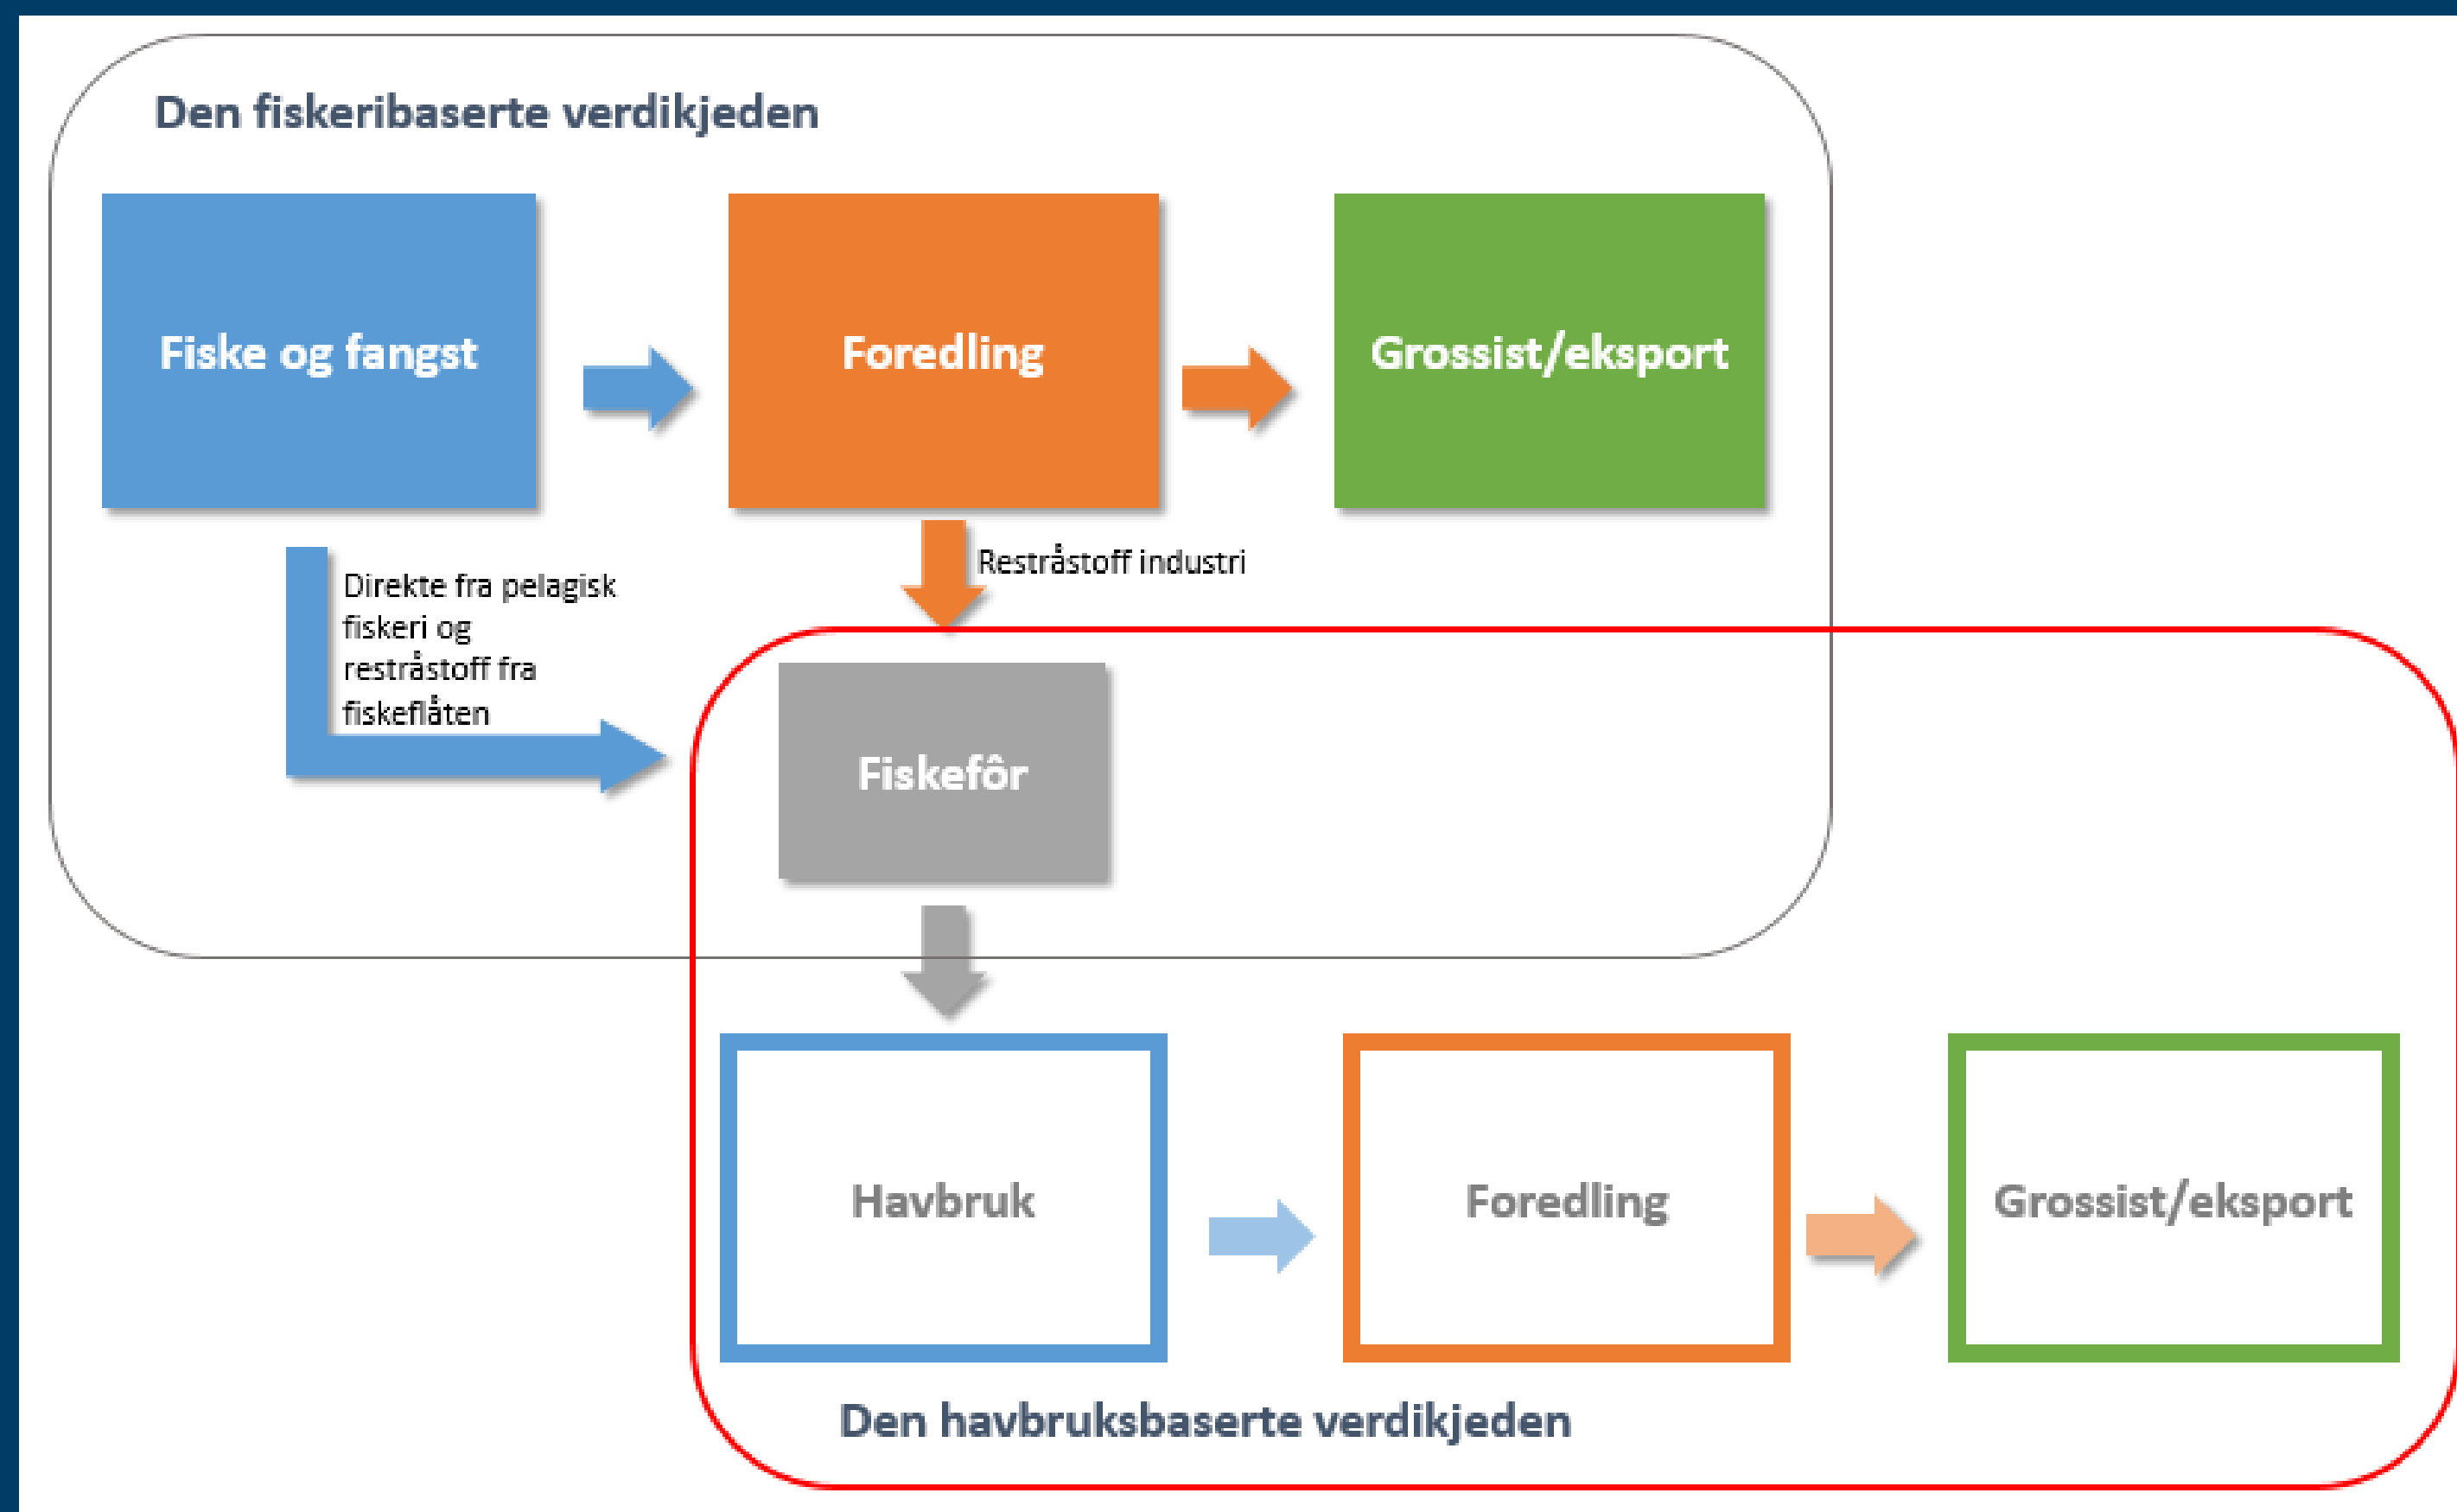 Den fiskeribaserte verdikjeden
Fiske og fangst
Foredling
Grossist/eksport
Direkte fra pelagisk
fiskeri og
restråstoff fra
fiskeflåten
Restråstoff industri
Fiskefôr
Havbruk
Foredling
Grossist/eksport
Den havbruksbaserte verdikjeden